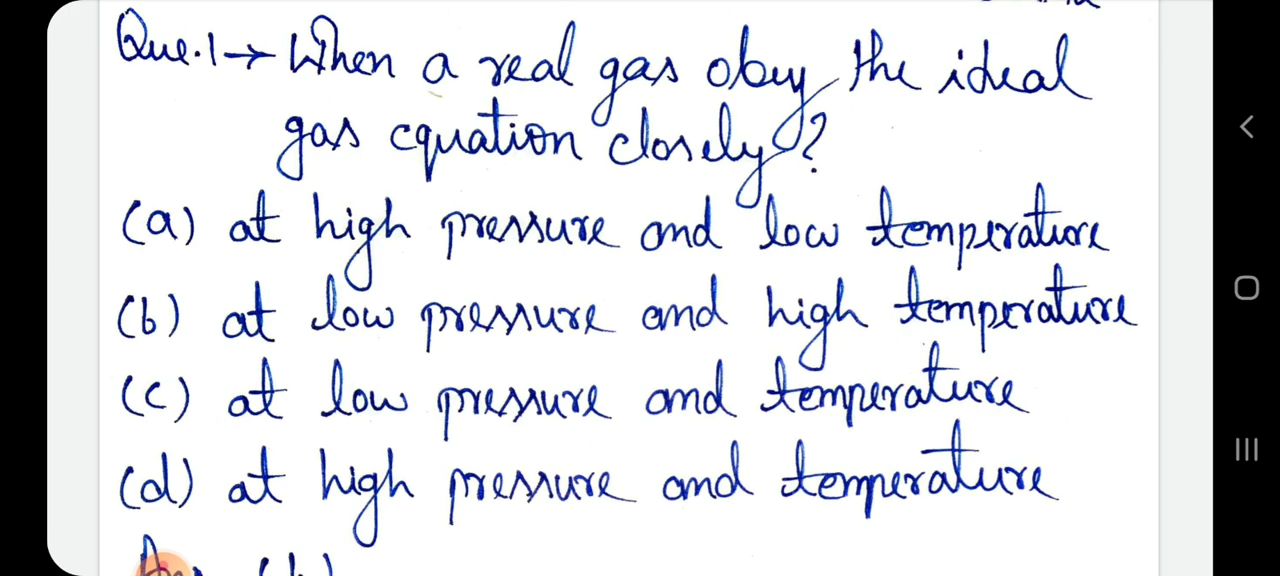 Que.1→ When a real gas obey the ideal
gas equation closely?
(a) at high pressure and low temperature
(b) at low pressure and high temperature
(c) at low pressure and temperature
(d) at high pressure and temperature